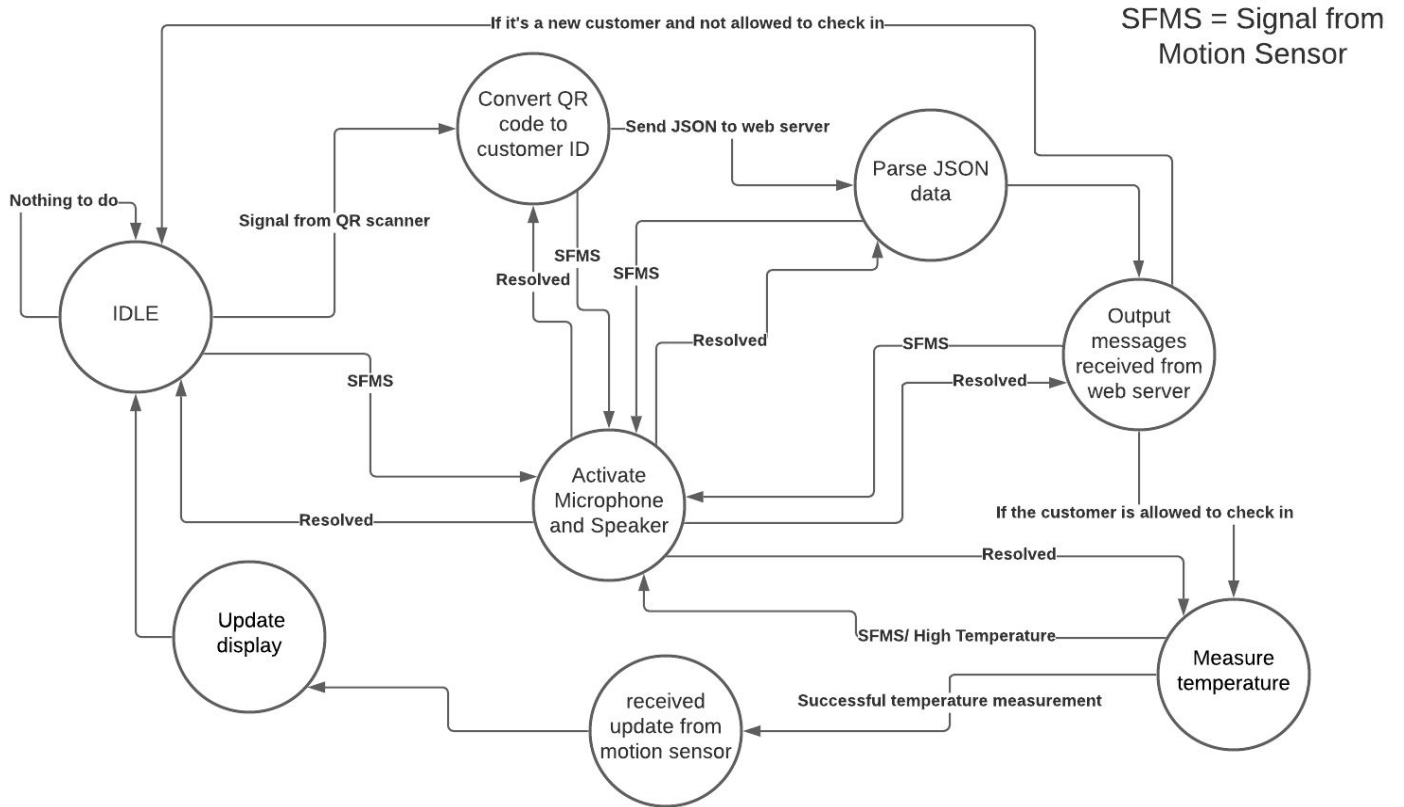 If it's a new customer and not allowed to check in
SFMS = Signal from
Motion Sensor
Convert QR
code to
customer ID
Send JSON to web server
Parse JSON
data
Nothing to do
Signal from QR scanner
SFMS
Resolved
SFMS
IDLE
Resolved
Output
messages
received from
web server
SFMS
Resolved
SFMS
Activate
Microphone
and Speaker
Resolved
If the customer is allowed to check in
Resolved
Update
display
SFMS/ High Temperature
Measure
temperature
Successful temperature measurement
received
update from
motion sensor